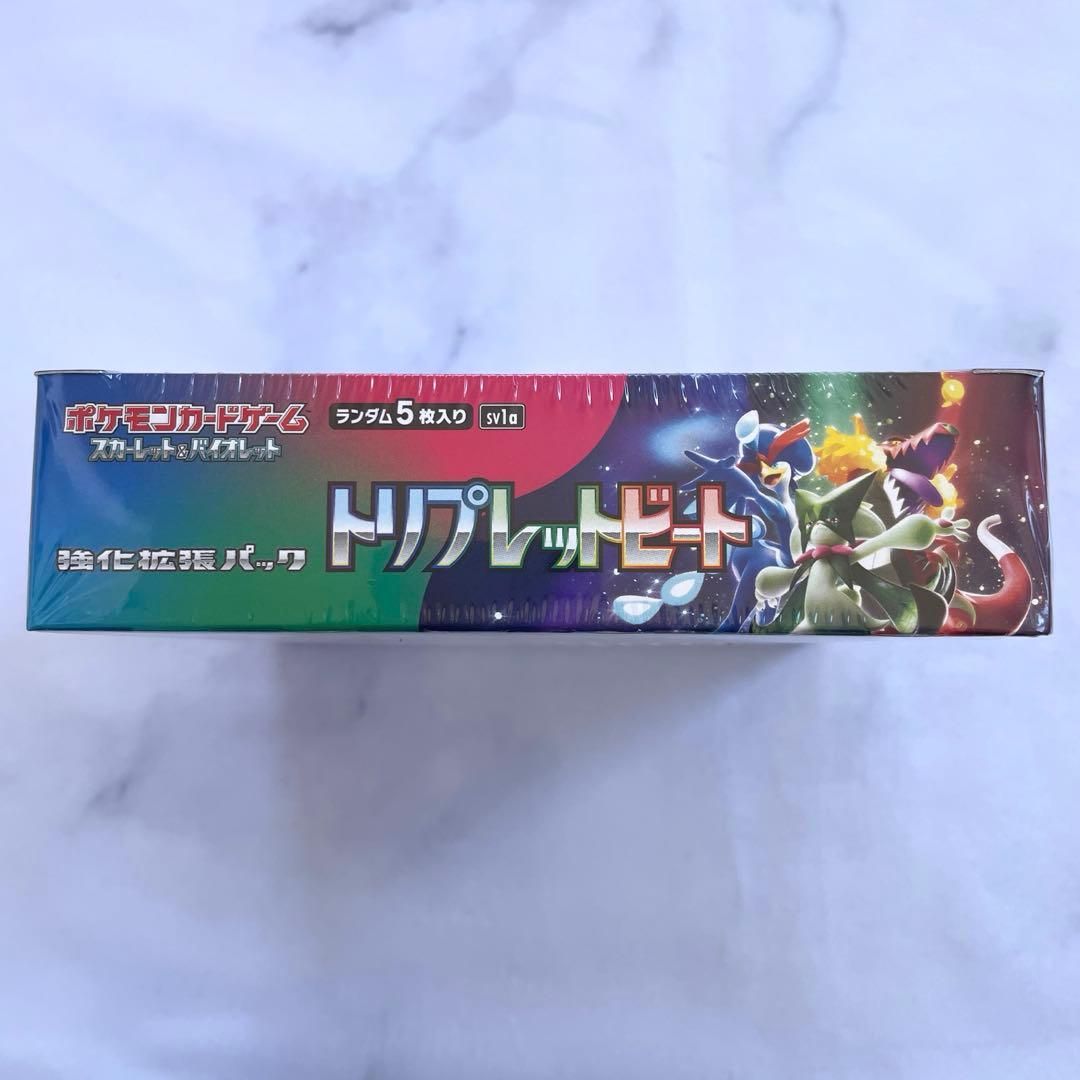 ポケモンカードゲーム
スカーレット&バイオレット
ランダム5枚入り sv1a
強化拡張パック
トリプレットビート